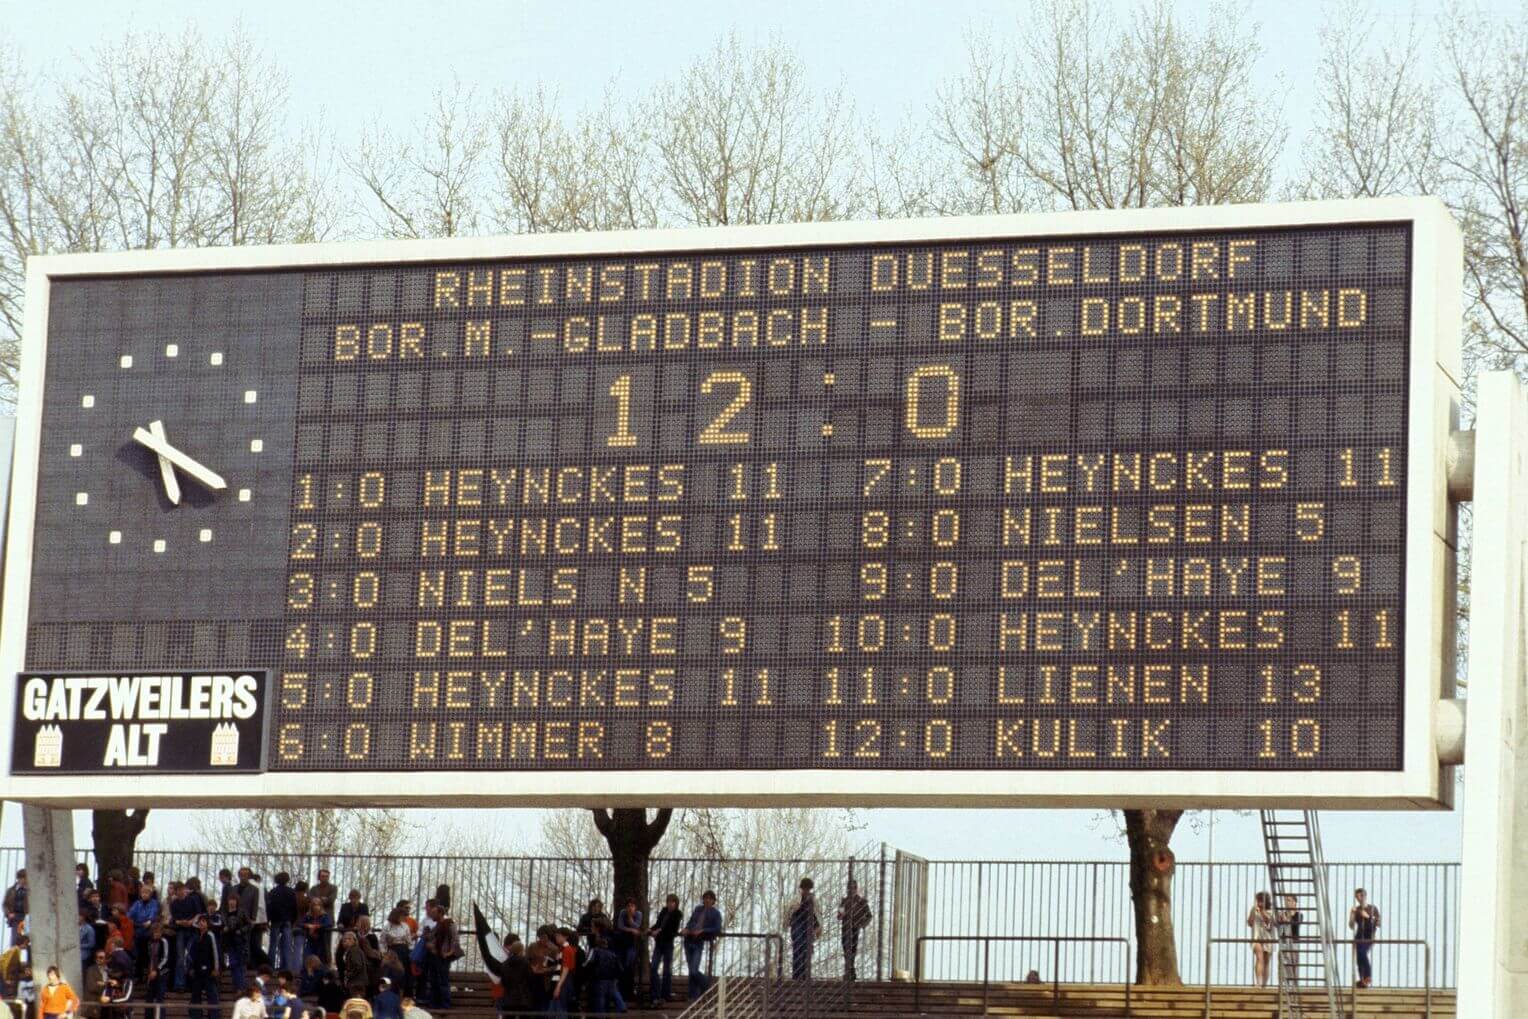 RHEINSTADION DUESSELDORF
BOR.M.-GLADBACH - BOR.DORTMUND
12:0
1:0 HEYNCKES 11 7:0 HEYNCKES 11
2:0 HEYNCKES 11 8:0 NIELSEN 5
3:0 NIELS N 5 9:0 DEL'HAYE 9
4:0 DEL'HAYE 9 10:0 HEYNCKES 11
5:0 HEYNCKES 11 11:0 LIENEN 13
6:0 WIMMER 8 12:0 KULIK 10
GATZWEILERS
ALT